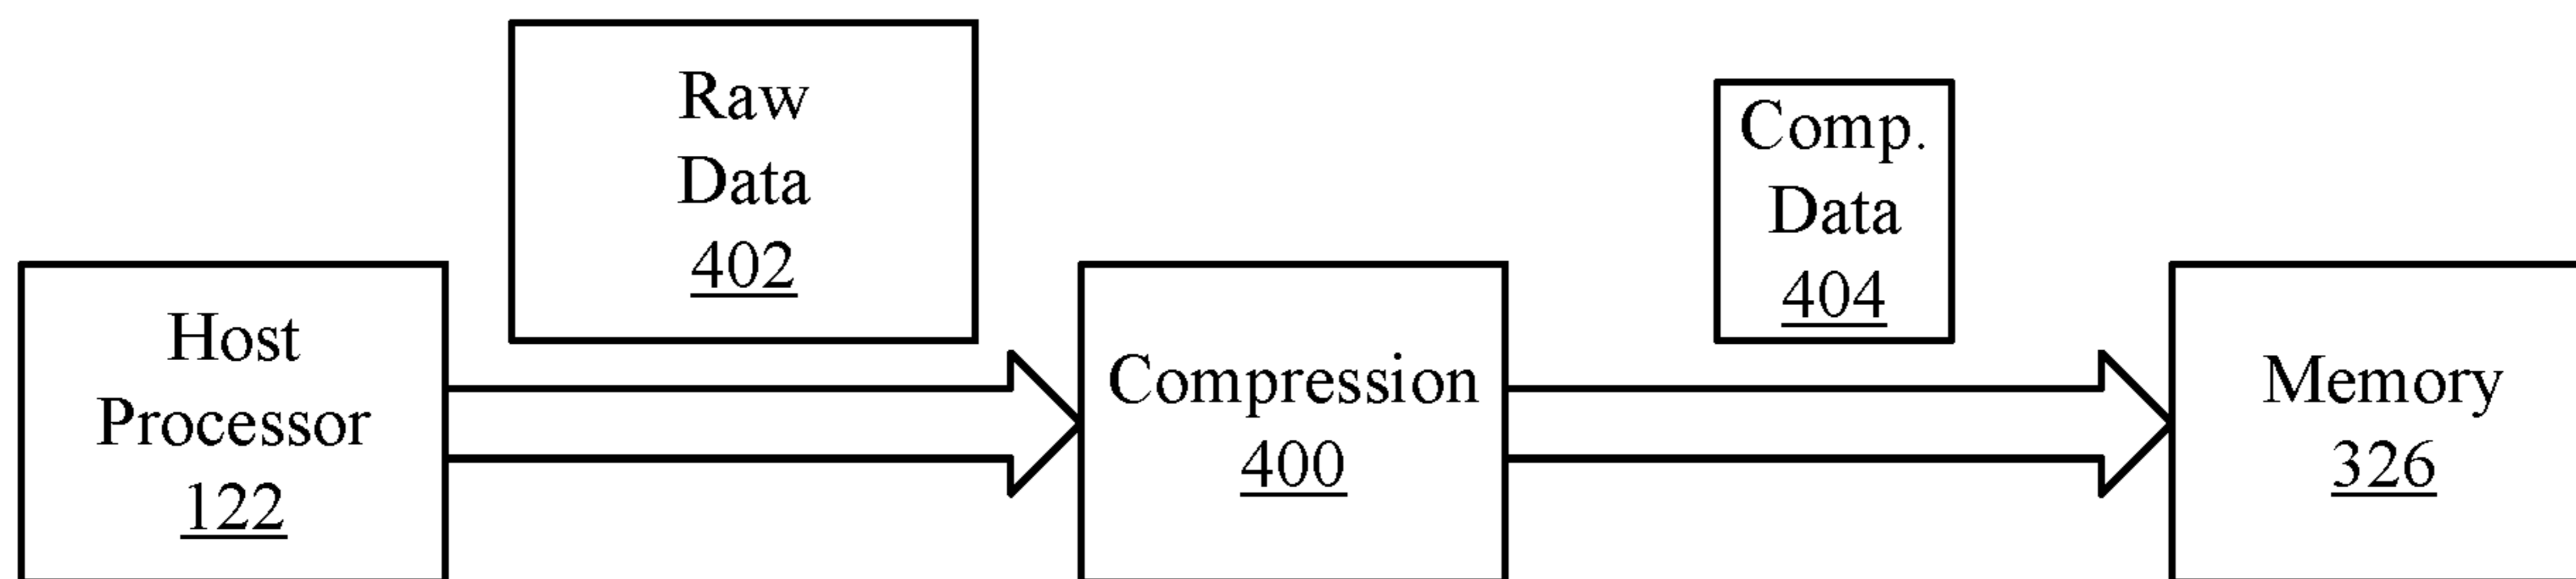 Raw
Data
402
Comp.
Data
404
Host
Processor
122
Compression
400
Memory
326